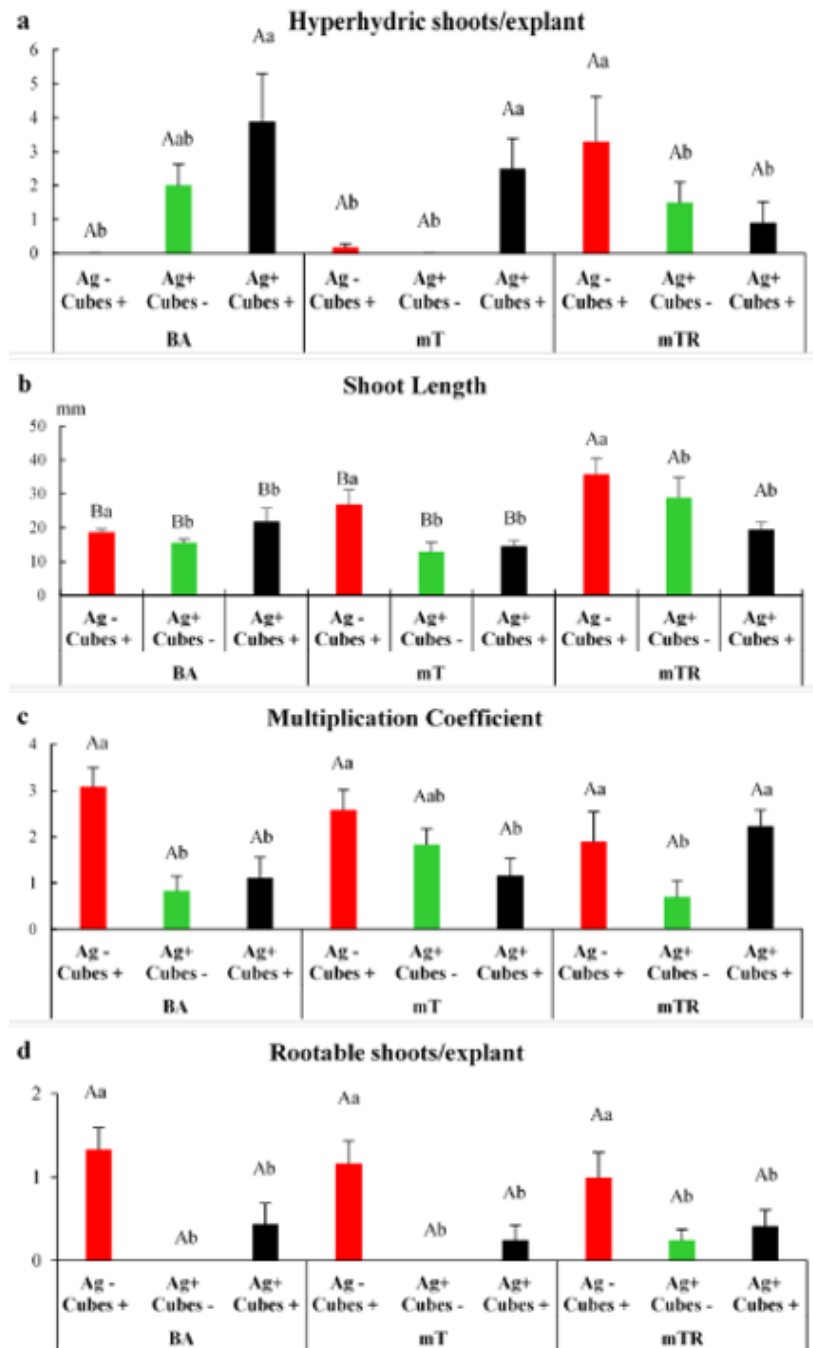 a Hyperhydric shoots/explant
6
5
4
3
2
1
0
Ab Aab Aa Ab Ab Aa Aa Ab Ab
Ag - Ag+ Ag+ Ag - Ag+ Ag+ Ag - Ag+ Ag+
Cubes + Cubes - Cubes + Cubes + Cubes - Cubes + Cubes + Cubes - Cubes +
BA mT mTR
b Shoot Length
mm
50
40
30
20
10
0
Ba Bb Bb Ba Bb Bb Aa Ab Ab
Ag - Ag+ Ag+ Ag - Ag+ Ag+ Ag - Ag+ Ag+
Cubes + Cubes - Cubes + Cubes + Cubes - Cubes + Cubes + Cubes - Cubes +
BA mT mTR
c Multiplication Coefficient
4
3
2
1
0
Aa Ab Ab Aa Aab Ab Aa Ab Aa
Ag - Ag+ Ag+ Ag - Ag+ Ag+ Ag - Ag+ Ag+
Cubes + Cubes - Cubes + Cubes + Cubes - Cubes + Cubes + Cubes - Cubes +
BA mT mTR
d Rootable shoots/explant
2
1
0
Aa Ab Ab Aa Ab Ab Aa Ab Ab
Ag - Ag+ Ag+ Ag - Ag+ Ag+ Ag - Ag+ Ag+
Cubes + Cubes - Cubes + Cubes + Cubes - Cubes + Cubes + Cubes - Cubes +
BA mT mTR